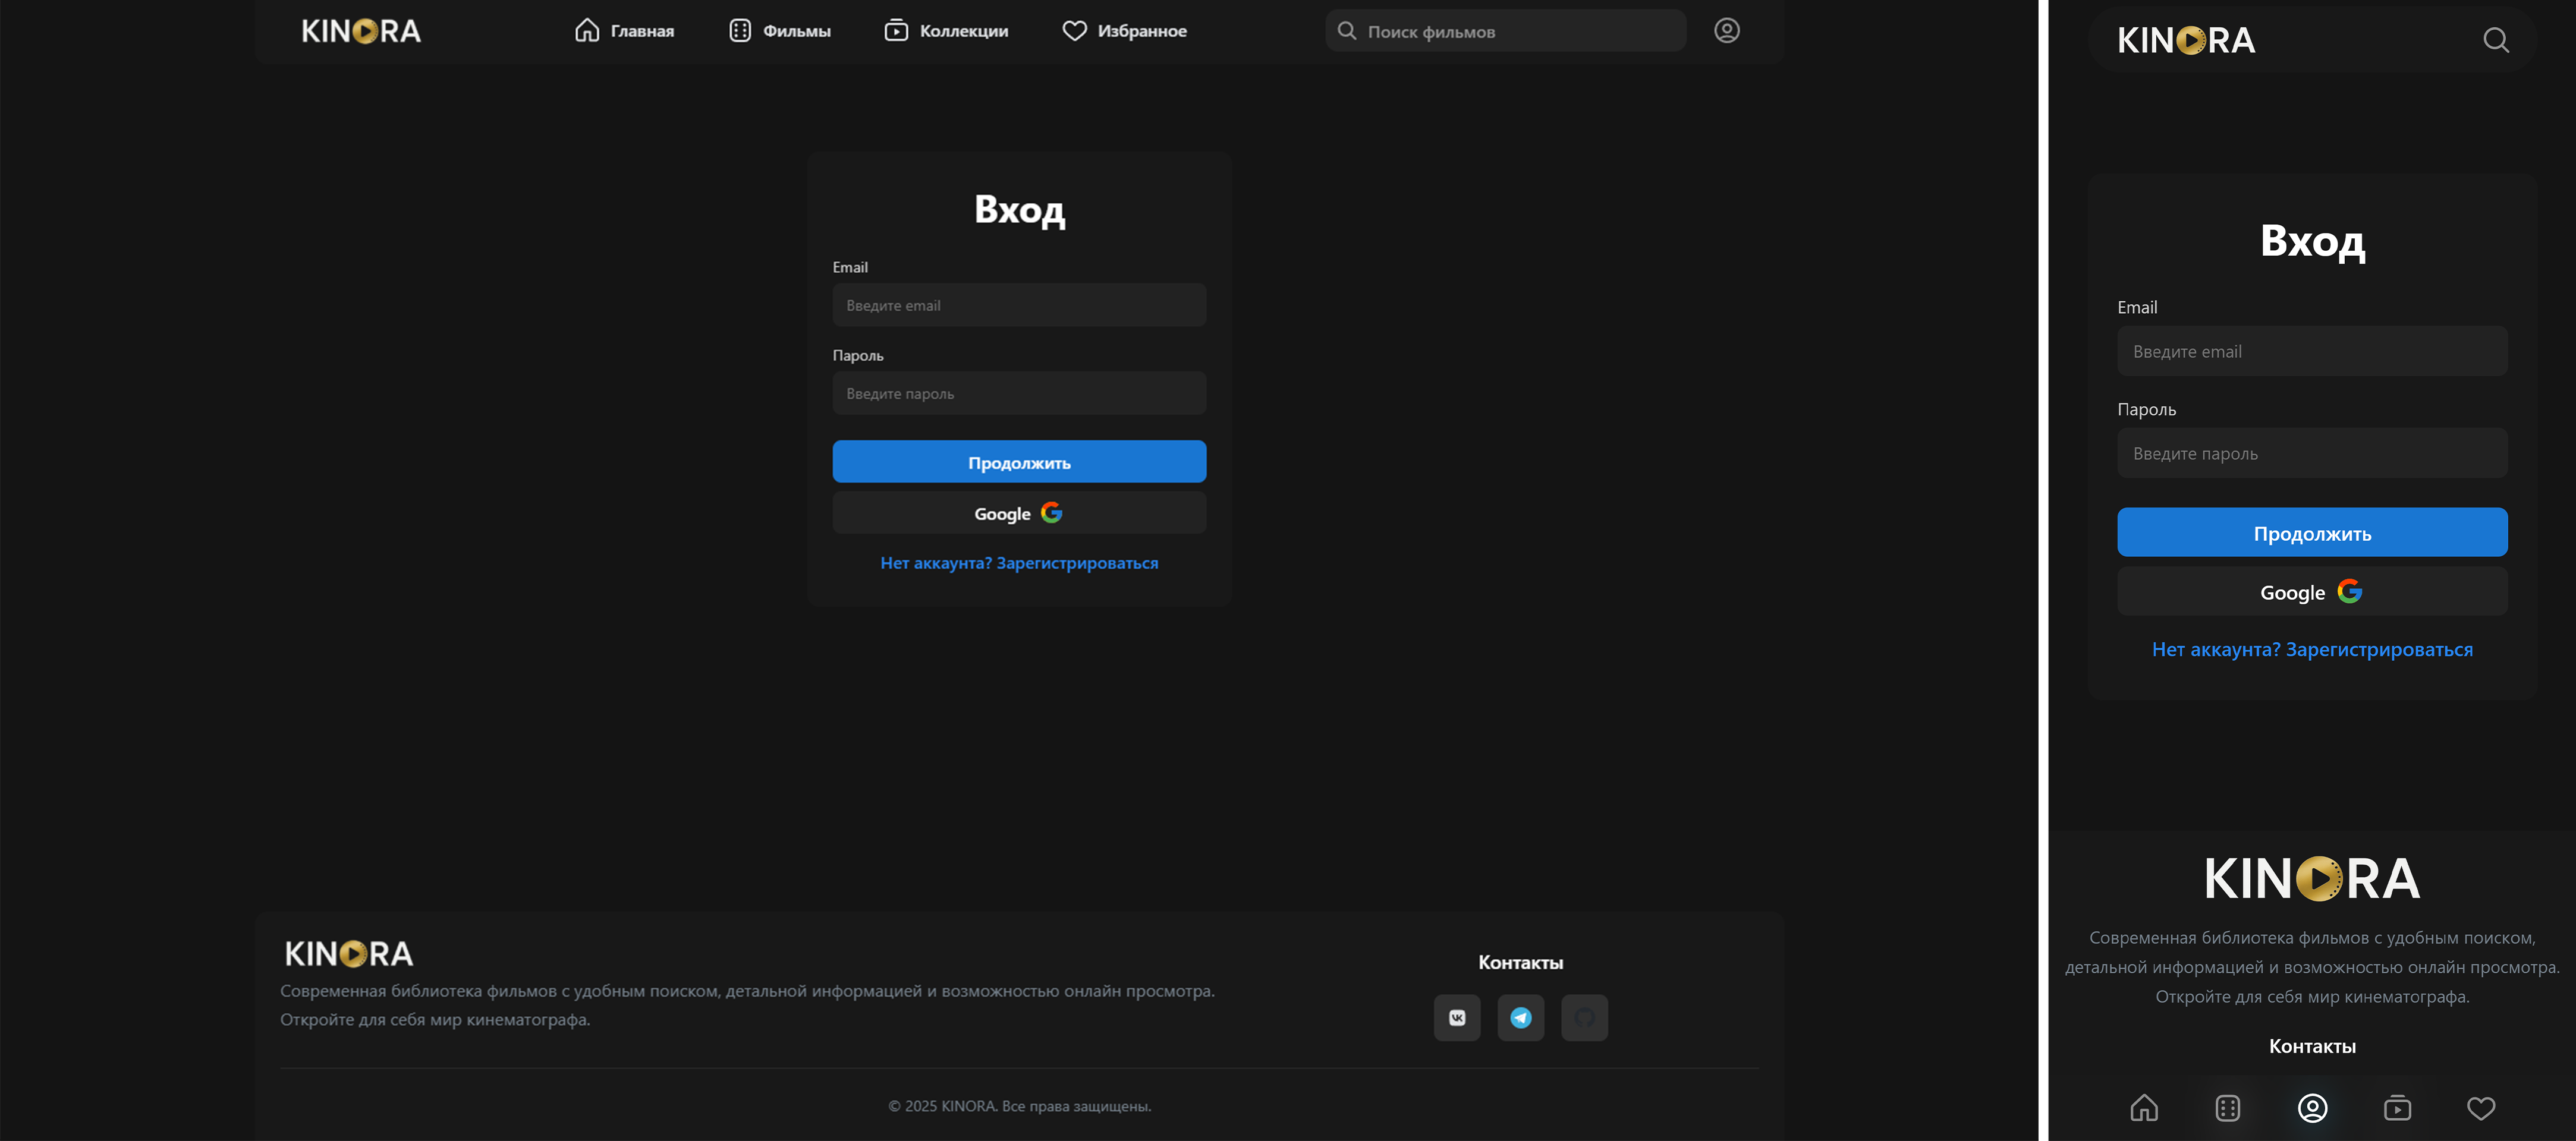 KINORA
Главная
Фильмы
Коллекции
Избранное
Поиск фильмов
Вход
Email
Введите email
Пароль
Введите пароль
Продолжить
Google
Нет аккаунта? Зарегистрироваться
KINORA
Современная библиотека фильмов с удобным поиском, детальной информацией и возможностью онлайн просмотра.
Откройте для себя мир кинематографа.
Контакты
© 2025 KINORA. Все права защищены.
KINORA
Вход
Email
Введите email
Пароль
Введите пароль
Продолжить
Google
Нет аккаунта? Зарегистрироваться
KINORA
Современная библиотека фильмов с удобным поиском,
детальной информацией и возможностью онлайн просмотра.
Откройте для себя мир кинематографа.
Контакты